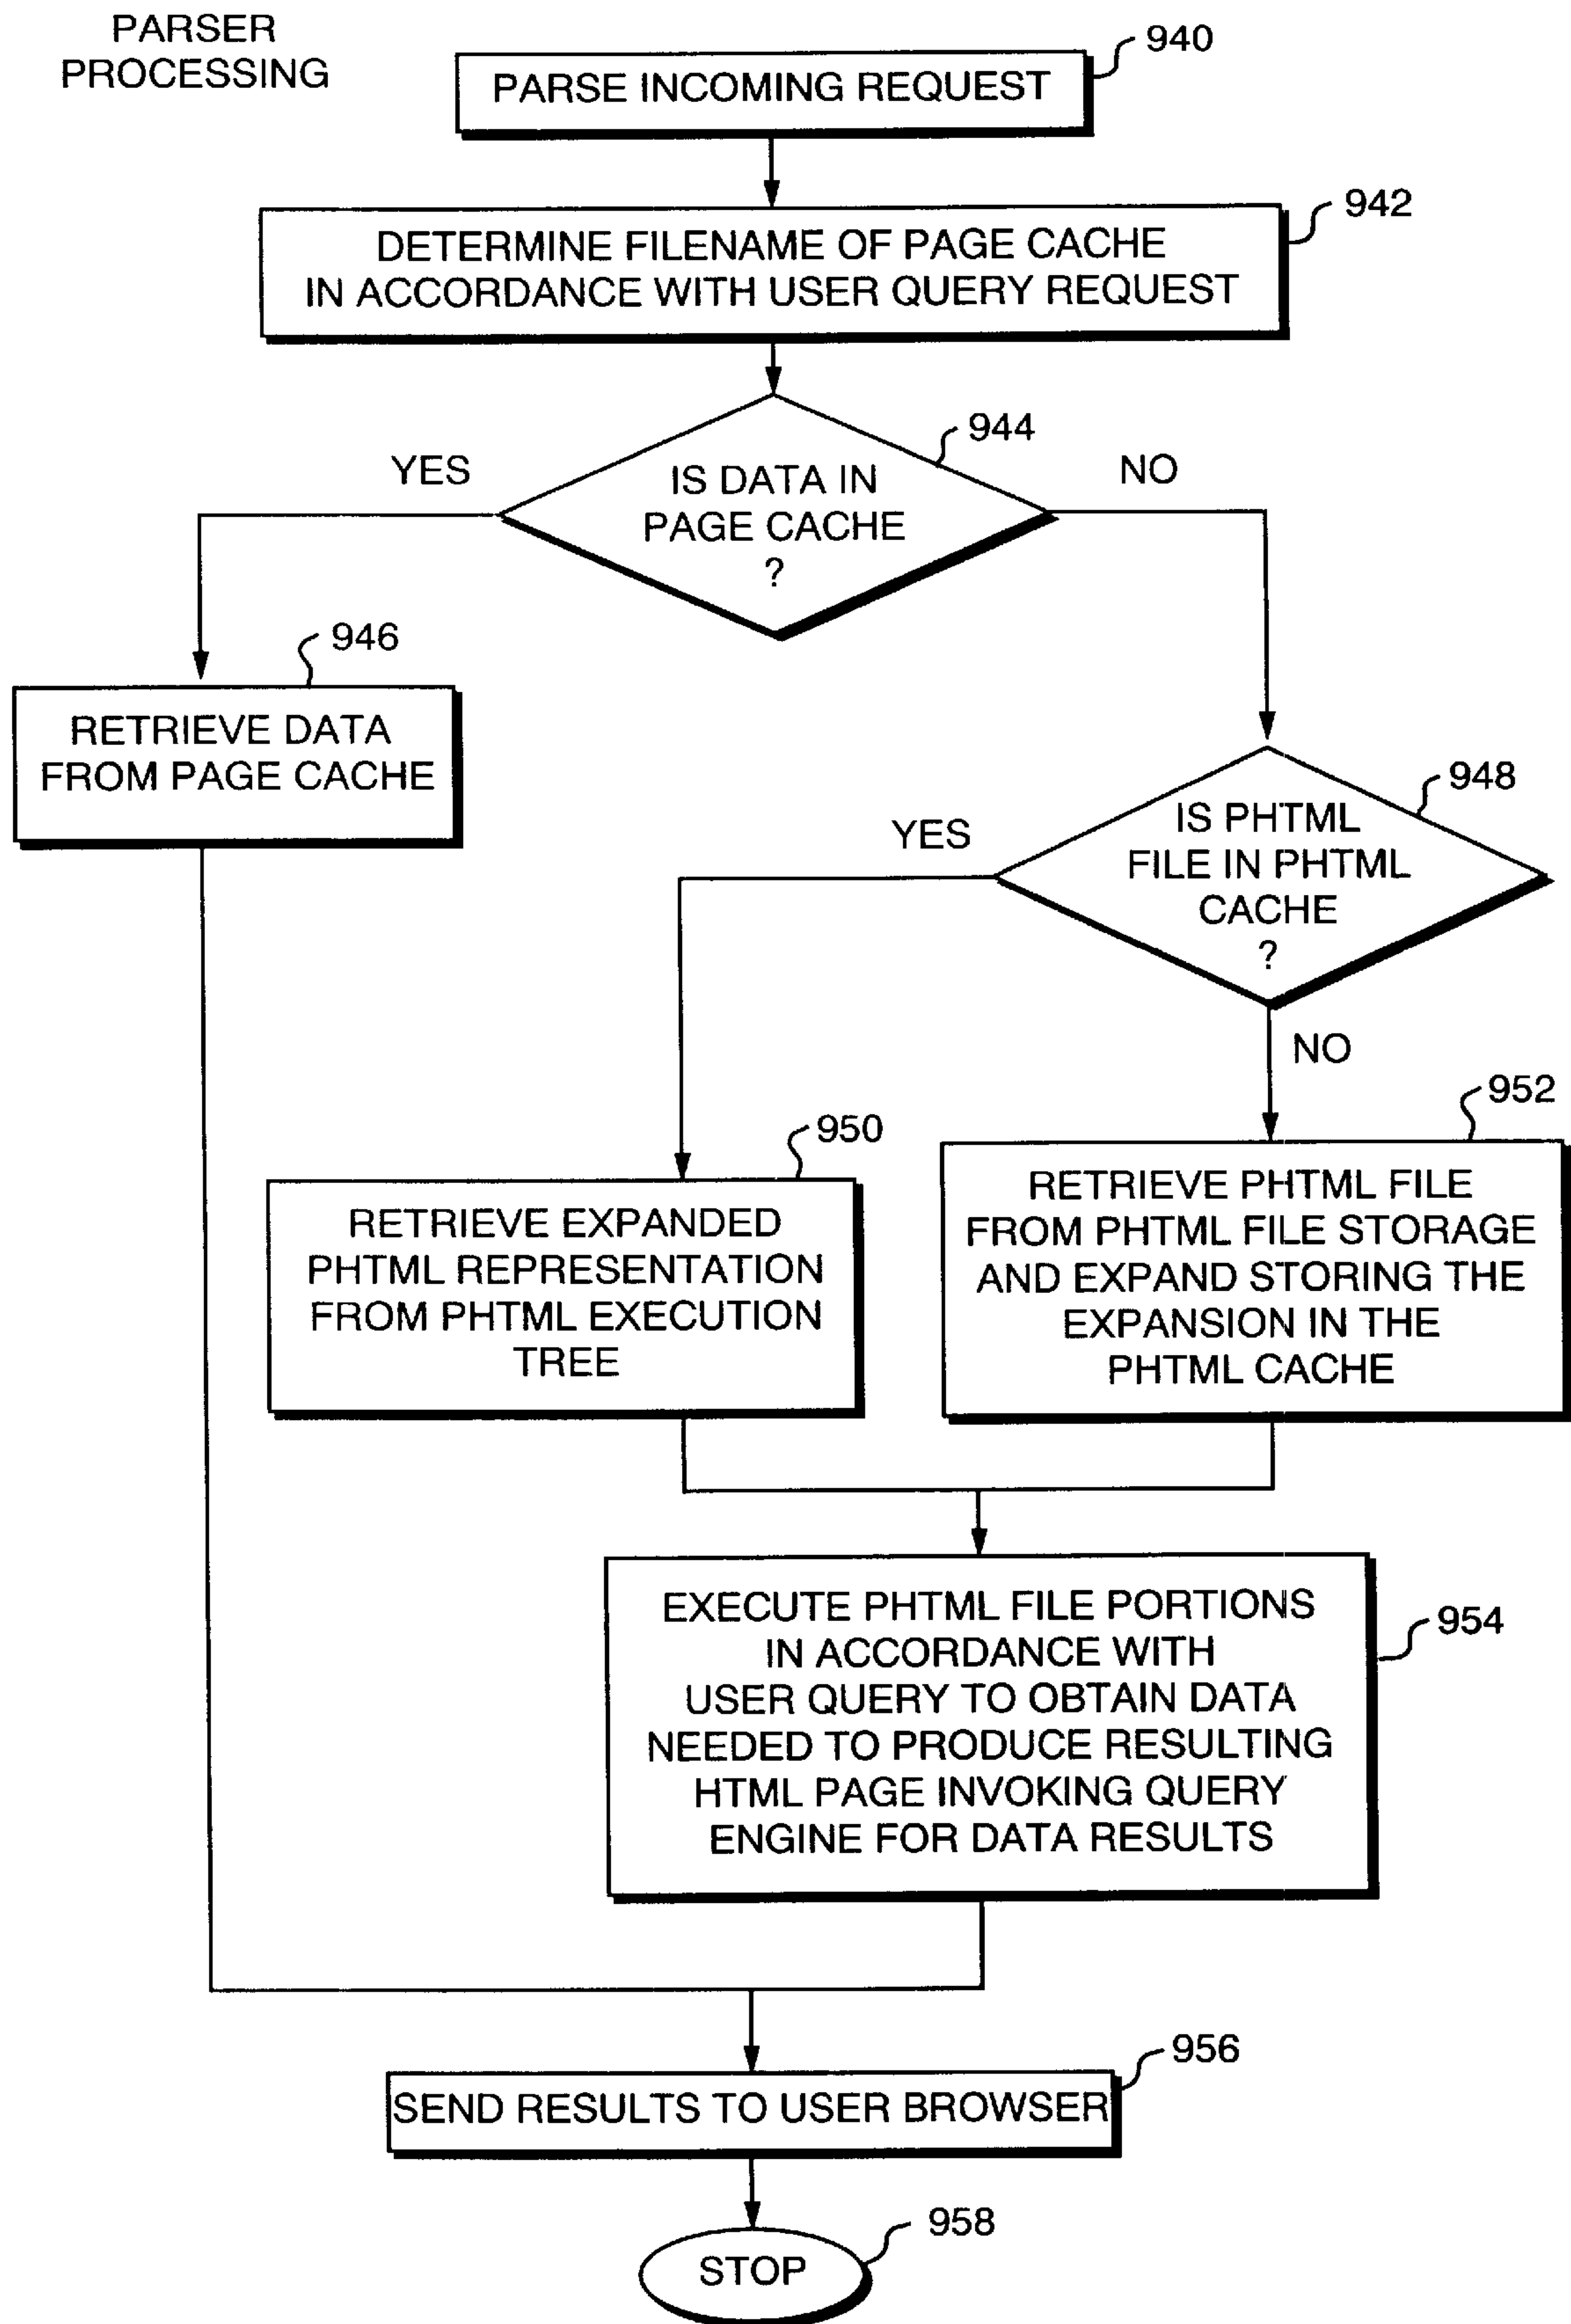 PARSER
PROCESSING
940
PARSE INCOMING REQUEST
942
DETERMINE FILENAME OF PAGE CACHE
IN ACCORDANCE WITH USER QUERY REQUEST
944
YES
NO
IS DATA IN
PAGE CACHE
?
946
RETRIEVE DATA
FROM PAGE CACHE
948
YES
IS PHTML
FILE IN PHTML
CACHE
?
NO
950
RETRIEVE EXPANDED
PHTML REPRESENTATION
FROM PHTML EXECUTION
TREE
952
RETRIEVE PHTML FILE
FROM PHTML FILE STORAGE
AND EXPAND STORING THE
EXPANSION IN THE
PHTML CACHE
954
EXECUTE PHTML FILE PORTIONS
IN ACCORDANCE WITH
USER QUERY TO OBTAIN DATA
NEEDED TO PRODUCE RESULTING
HTML PAGE INVOKING QUERY
ENGINE FOR DATA RESULTS
956
SEND RESULTS TO USER BROWSER
958
STOP